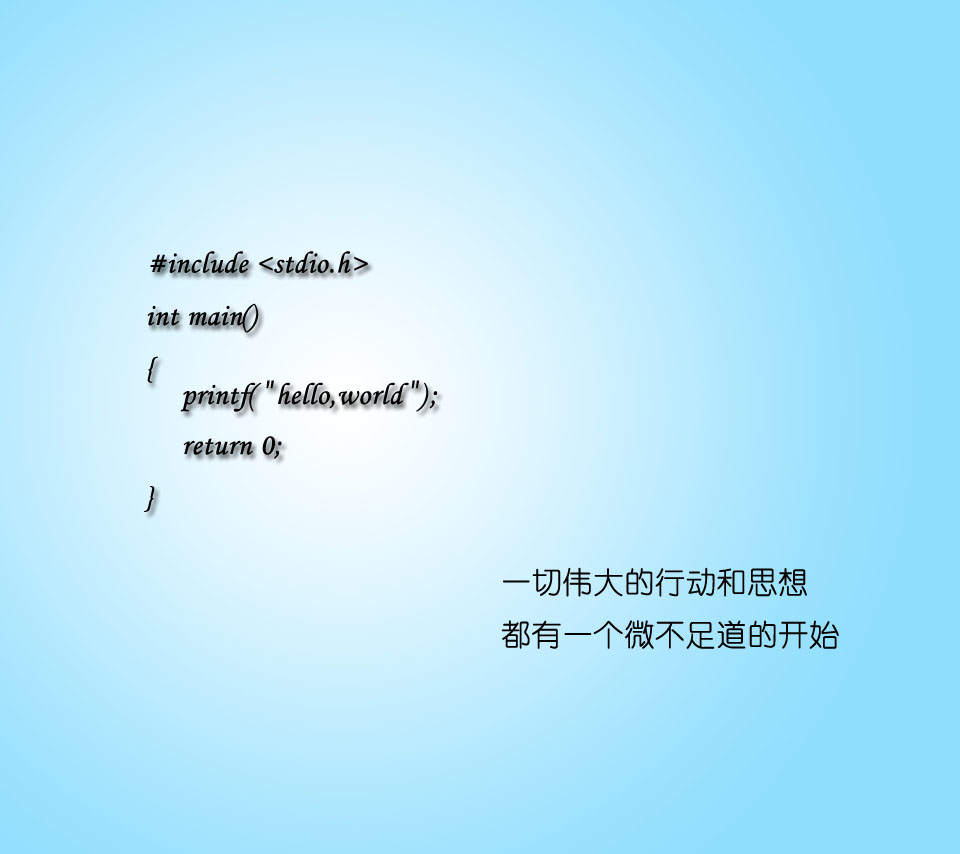 #include <stdio.h>
int main()
{
printf("hello,world");
return 0;
}
一切伟大的行动和思想
都有一个微不足道的开始